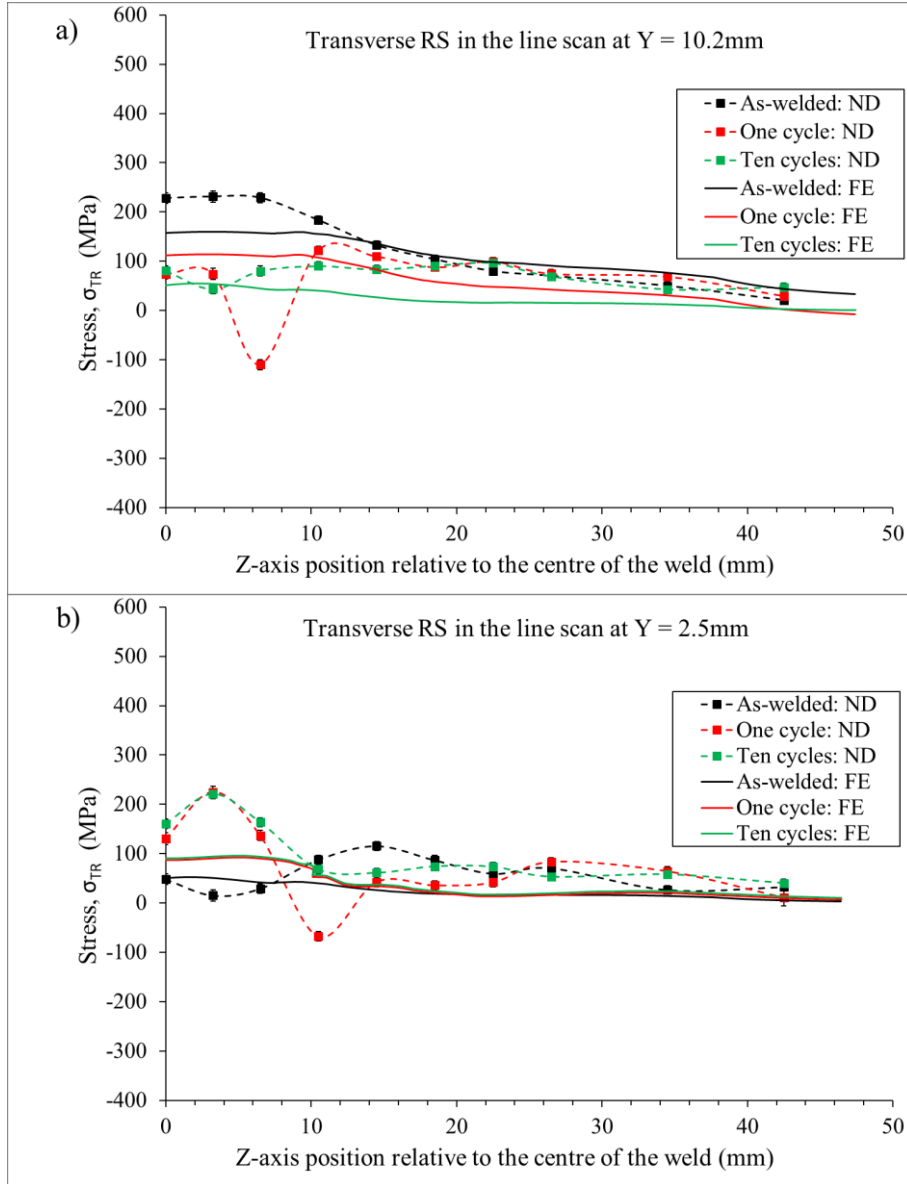 a)
Transverse RS in the line scan at Y = 10.2mm
600
500
400
300
200
100
0
-100
-200
-300
-400
Stress, σTR (MPa)
As-welded: ND
One cycle: ND
Ten cycles: ND
As-welded: FE
One cycle: FE
Ten cycles: FE
0 10 20 30 40 50
Z-axis position relative to the centre of the weld (mm)
b)
Transverse RS in the line scan at Y = 2.5mm
600
500
400
300
200
100
0
-100
-200
-300
-400
Stress, σTR (MPa)
As-welded: ND
One cycle: ND
Ten cycles: ND
As-welded: FE
One cycle: FE
Ten cycles: FE
0 10 20 30 40 50
Z-axis position relative to the centre of the weld (mm)